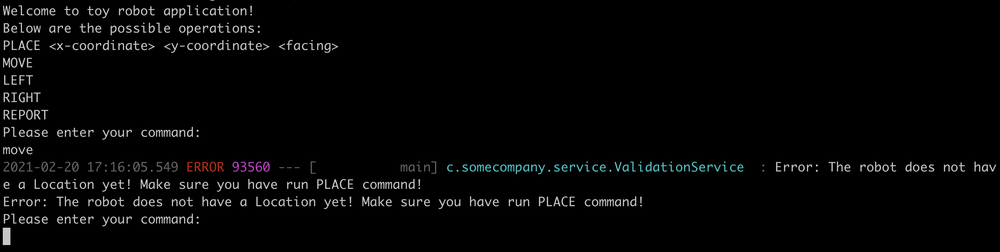 Welcome to toy robot application!
Below are the possible operations:
PLACE <x-coordinate> <y-coordinate> <facing>
MOVE
LEFT
RIGHT
REPORT
Please enter your command:
move
2021-02-20 17:16:05.549 ERROR 93560 --- [           main] c.somecompany.service.ValidationService  : Error: The robot does not hav
e a Location yet! Make sure you have run PLACE command!
Error: The robot does not have a Location yet! Make sure you have run PLACE command!
Please enter your command: